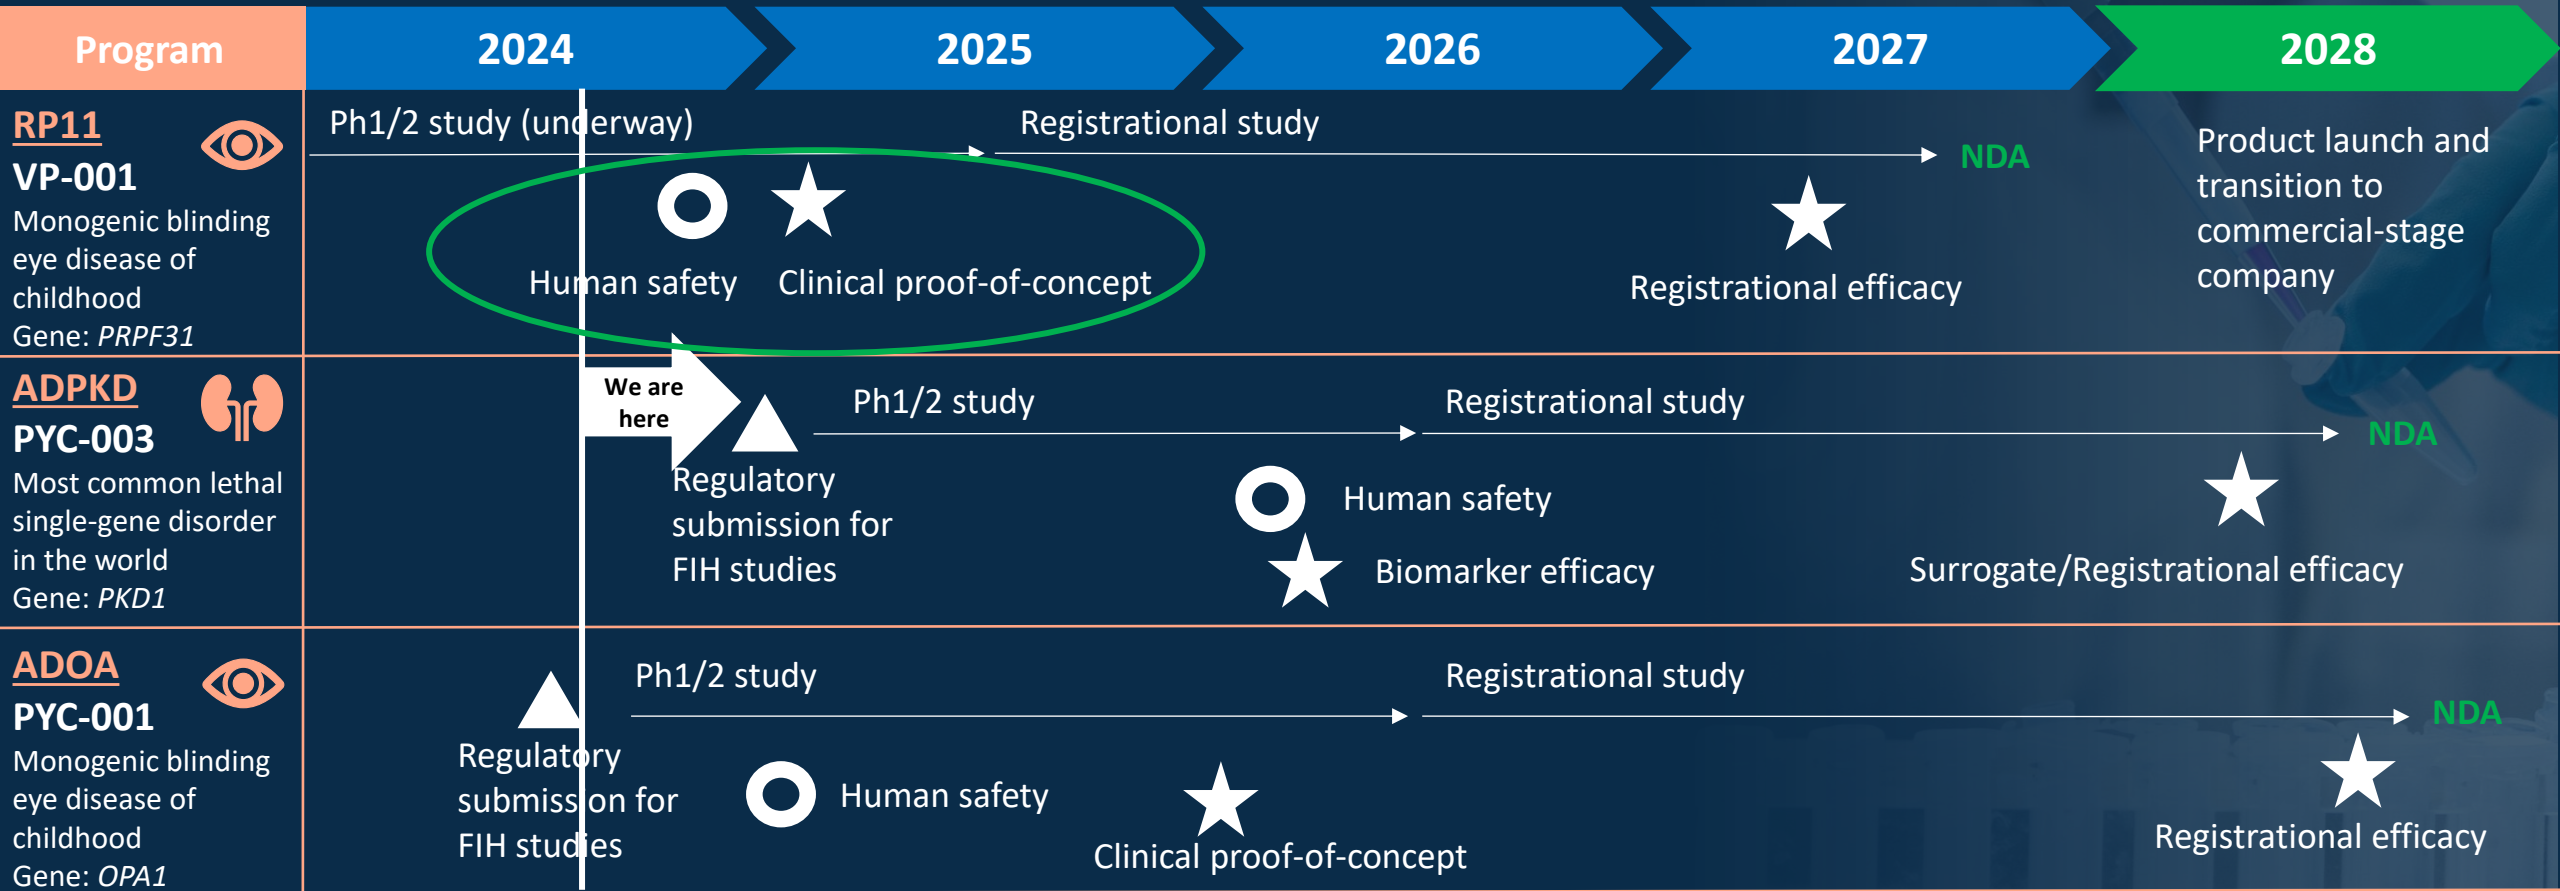 Program
2024
2025
2026
2027
2028
RP11
VP-001
Monogenic blinding
eye disease of
childhood
Gene: PRPF31
Ph1/2 study (underway)
Registrational study
NDA
Human safety
Clinical proof-of-concept
Registrational efficacy
Product launch and
transition to
commercial-stage
company
ADPKD
PYC-003
Most common lethal
single-gene disorder
in the world
Gene: PKD1
We are
here
Regulatory
submission for
FIH studies
Ph1/2 study
Registrational study
NDA
Human safety
Biomarker efficacy
Surrogate/Registrational efficacy
ADOA
PYC-001
Monogenic blinding
eye disease of
childhood
Gene: OPA1
Regulatory
submission for
FIH studies
Ph1/2 study
Registrational study
NDA
Human safety
Clinical proof-of-concept
Registrational efficacy